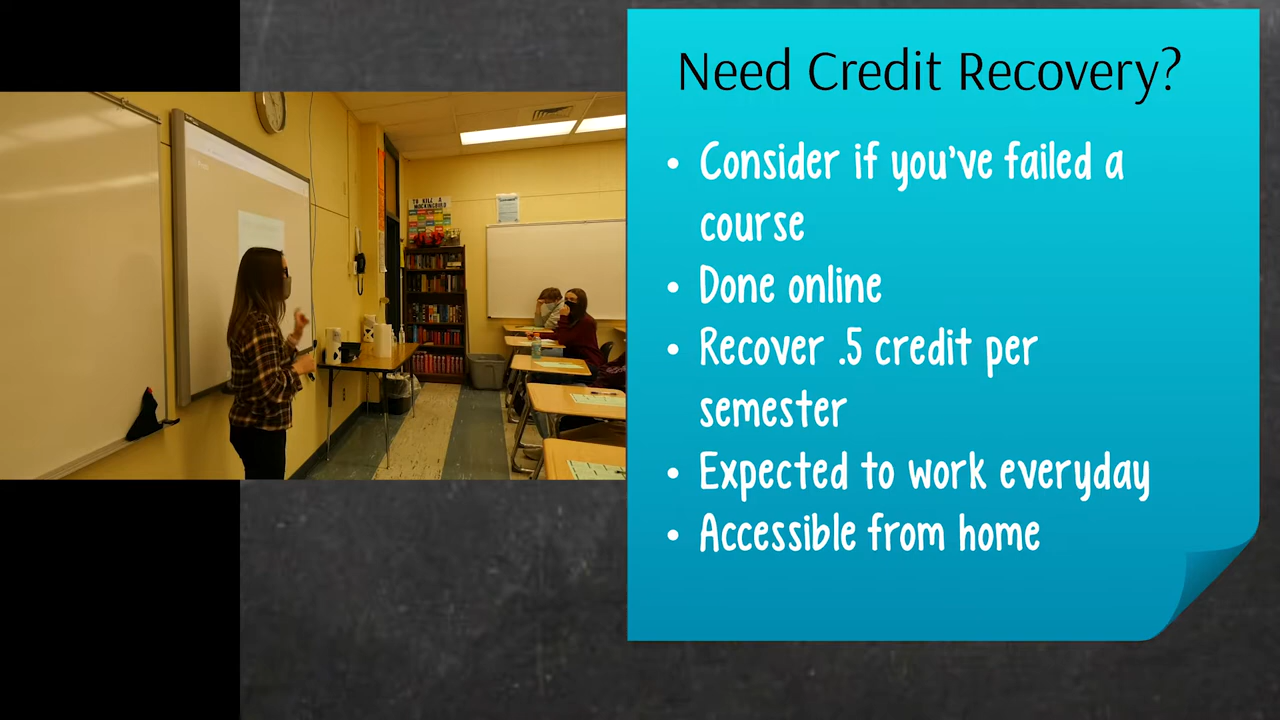 Need Credit Recovery?
• Consider if you've failed a
course
• Done online
• Recover .5 credit per
semester
• Expected to work everyday
• Accessible from home
TO KILL A
MOCKINGBIRD